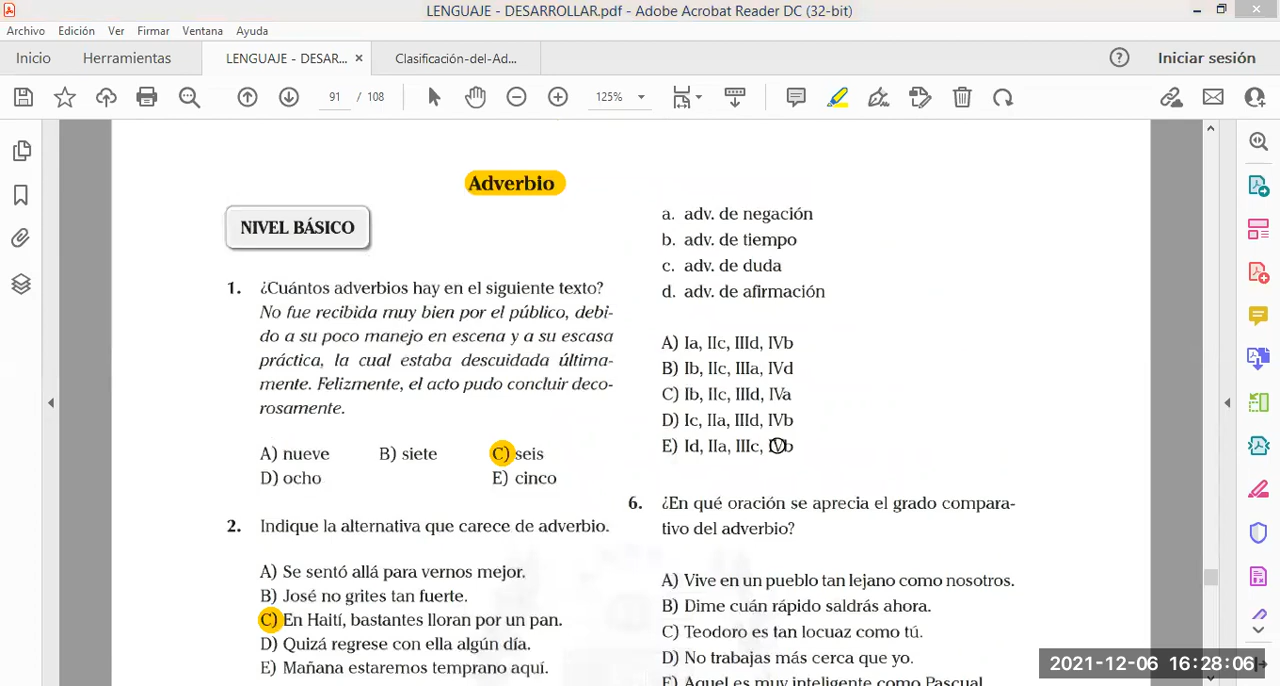 LENGUAJE - DESARROLLAR.pdf - Adobe Acrobat Reader DC (32-bit)
Archivo Edición Ver Firmar Ventana Ayuda
Inicio Herramientas LENGUAJE - DESAR... × Clasificación-del-Ad... Iniciar sesión
91 / 108 125%
Adverbio
NIVEL BÁSICO
1. ¿Cuántos adverbios hay en el siguiente texto?
No fue recibida muy bien por el público, debi-
do a su poco manejo en escena y a su escasa
práctica, la cual estaba descuidada última-
mente. Felizmente, el acto pudo concluir deco-
rosamente.
A) nueve B) siete C) seis
D) ocho E) cinco
2. Indique la alternativa que carece de adverbio.
A) Se sentó allá para vernos mejor.
B) José no grites tan fuerte.
C) En Haití, bastantes lloran por un pan.
D) Quizá regrese con ella algún día.
E) Mañana estaremos temprano aquí.
a. adv. de negación
b. adv. de tiempo
c. adv. de duda
d. adv. de afirmación
A) Ia, IIc, IIId, IVb
B) Ib, IIc, IIIa, IVd
C) Ib, IIc, IIId, IVa
D) Ic, IIa, IIId, IVb
E) Id, IIa, IIIc, IVb
6. ¿En qué oración se aprecia el grado compara-
tivo del adverbio?
A) Vive en un pueblo tan lejano como nosotros.
B) Dime cuán rápido saldrás ahora.
C) Teodoro es tan locuaz como tú.
D) No trabajas más cerca que yo.
E) Aquel es muy inteligente como Pascual.
2021-12-06 16:28:06